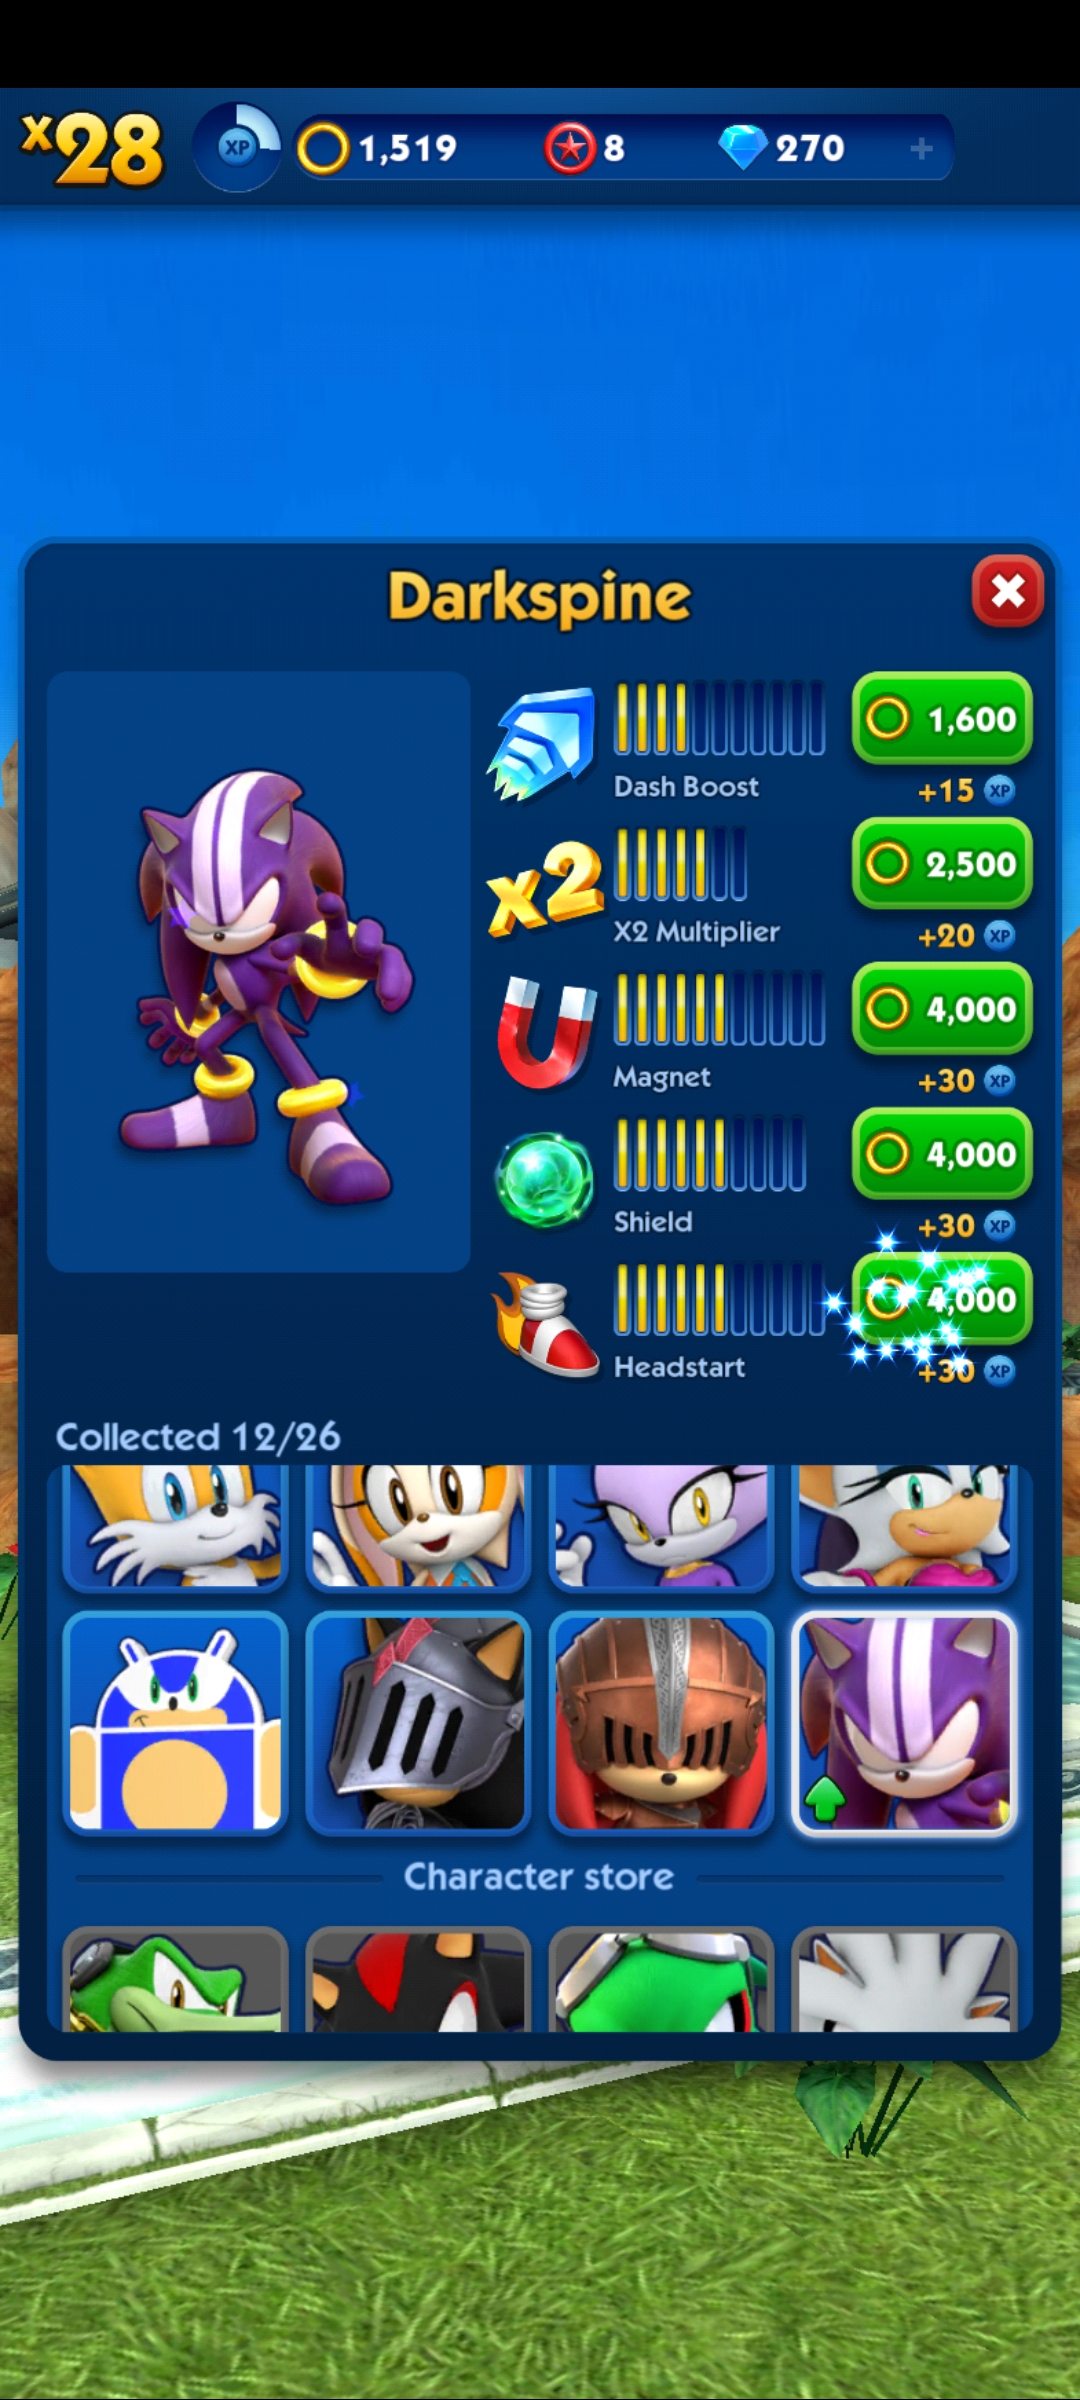 x28 XP 1,519 8 270 +
Darkspine
1,600
Dash Boost +15 XP
x2 2,500
X2 Multiplier +20 XP
4,000
Magnet +30 XP
4,000
Shield +30 XP
4,000
Headstart +30 XP
Collected 12/26
Character store